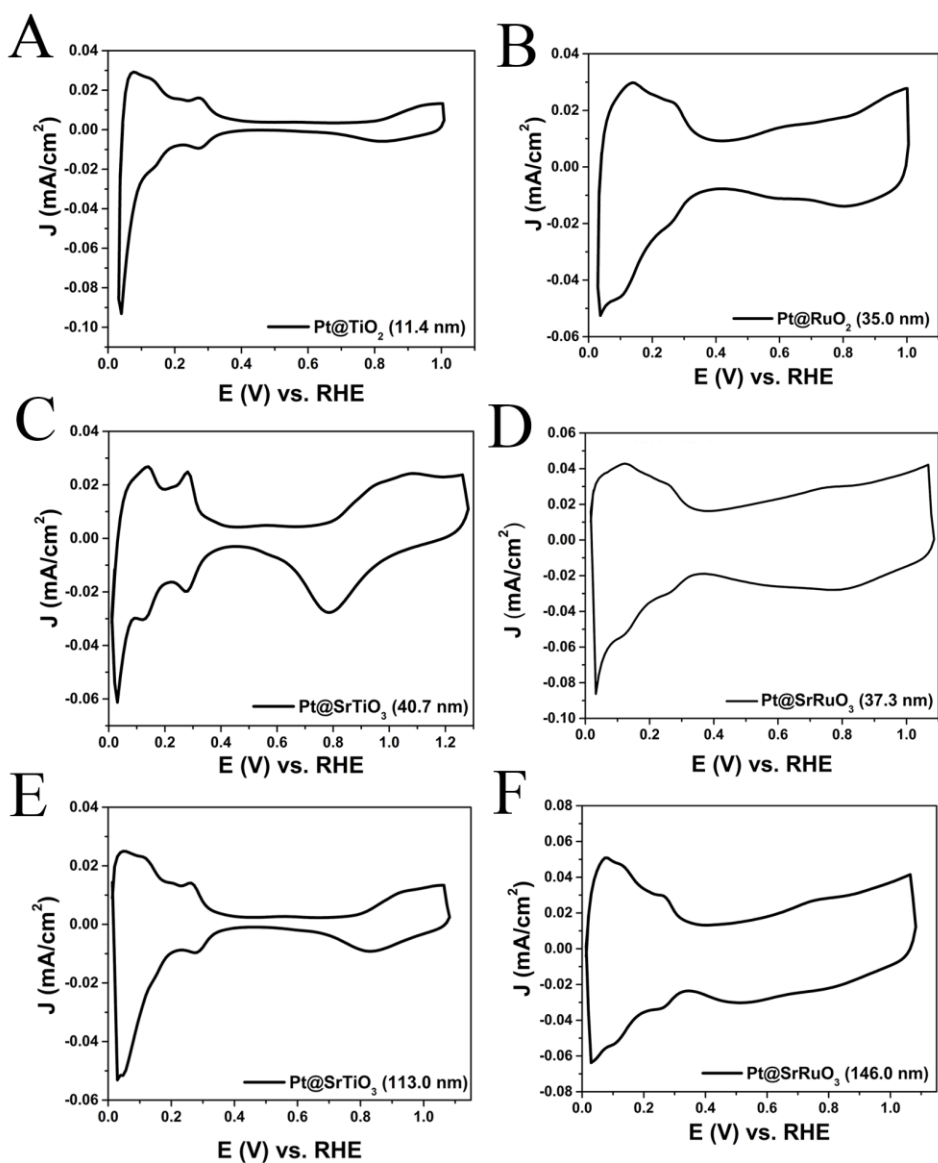 A
0.04
0.02
0.00
-0.02
-0.04
-0.06
-0.08
-0.10
J (mA/cm²)
Pt@TiO₂ (11.4 nm)
0.0 0.2 0.4 0.6 0.8 1.0
E (V) vs. RHE
B
0.04
0.02
0.00
-0.02
-0.04
-0.06
J (mA/cm²)
Pt@RuO₂ (35.0 nm)
0.0 0.2 0.4 0.6 0.8 1.0
E (V) vs. RHE
C
0.04
0.02
0.00
-0.02
-0.04
-0.06
J (mA/cm²)
Pt@SrTiO₃ (40.7 nm)
0.0 0.2 0.4 0.6 0.8 1.0 1.2
E (V) vs. RHE
D
0.06
0.04
0.02
0.00
-0.02
-0.04
-0.06
-0.08
-0.10
J (mA/cm²)
Pt@SrRuO₃ (37.3 nm)
0.0 0.2 0.4 0.6 0.8 1.0
E (V) vs. RHE
E
0.04
0.02
0.00
-0.02
-0.04
-0.06
J (mA/cm²)
Pt@SrTiO₃ (113.0 nm)
0.0 0.2 0.4 0.6 0.8 1.0
E (V) vs. RHE
F
0.08
0.06
0.04
0.02
0.00
-0.02
-0.04
-0.06
-0.08
J (mA/cm²)
Pt@SrRuO₃ (146.0 nm)
0.0 0.2 0.4 0.6 0.8 1.0
E (V) vs. RHE